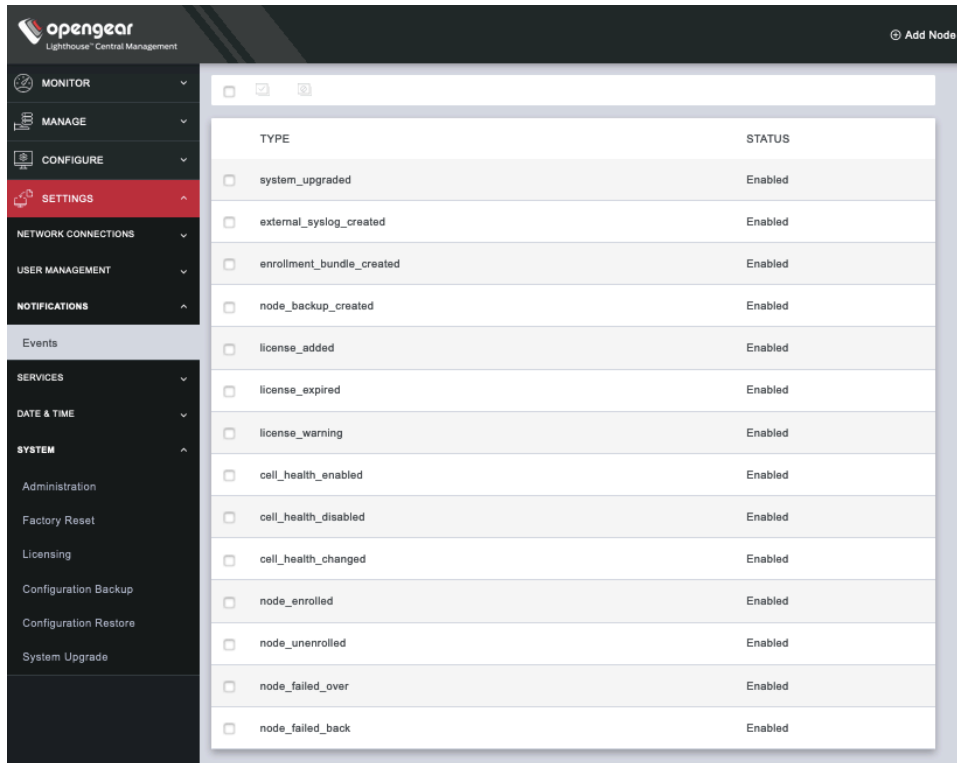 opengear
Lighthouse™ Central Management
⊕ Add Node
MONITOR
MANAGE
CONFIGURE
SETTINGS
NETWORK CONNECTIONS
USER MANAGEMENT
NOTIFICATIONS
Events
SERVICES
DATE & TIME
SYSTEM
Administration
Factory Reset
Licensing
Configuration Backup
Configuration Restore
System Upgrade
TYPE STATUS
system_upgraded Enabled
external_syslog_created Enabled
enrollment_bundle_created Enabled
node_backup_created Enabled
license_added Enabled
license_expired Enabled
license_warning Enabled
cell_health_enabled Enabled
cell_health_disabled Enabled
cell_health_changed Enabled
node_enrolled Enabled
node_unenrolled Enabled
node_failed_over Enabled
node_failed_back Enabled